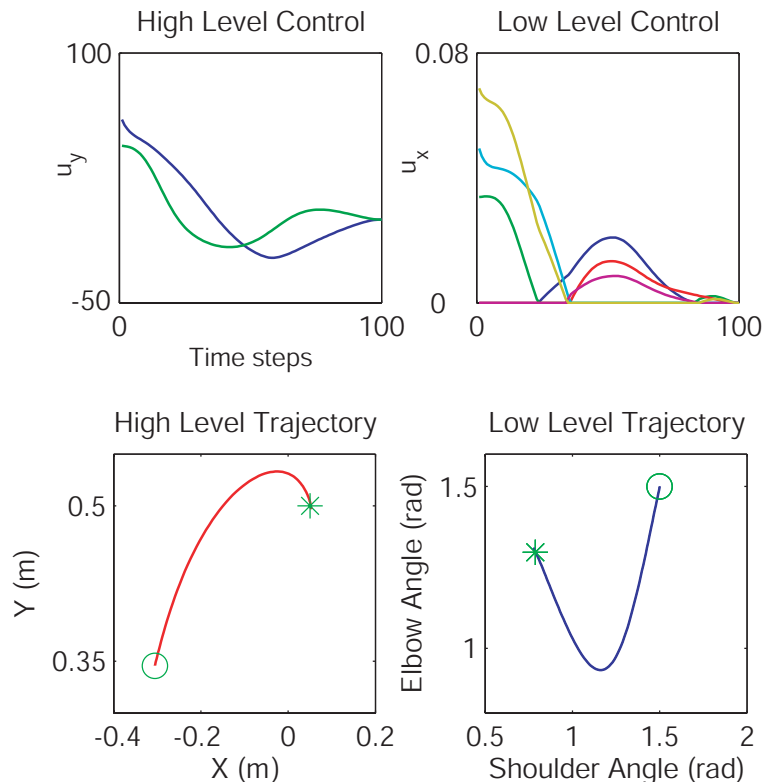 High Level Control
Low Level Control
100
u_y
-50
0
100
Time steps
0.08
u_x
0
0
100
High Level Trajectory
Low Level Trajectory
0.5
Y (m)
0.35
-0.4
-0.2
0
0.2
X (m)
1.5
Elbow Angle (rad)
1
0.5
1
1.5
2
Shoulder Angle (rad)